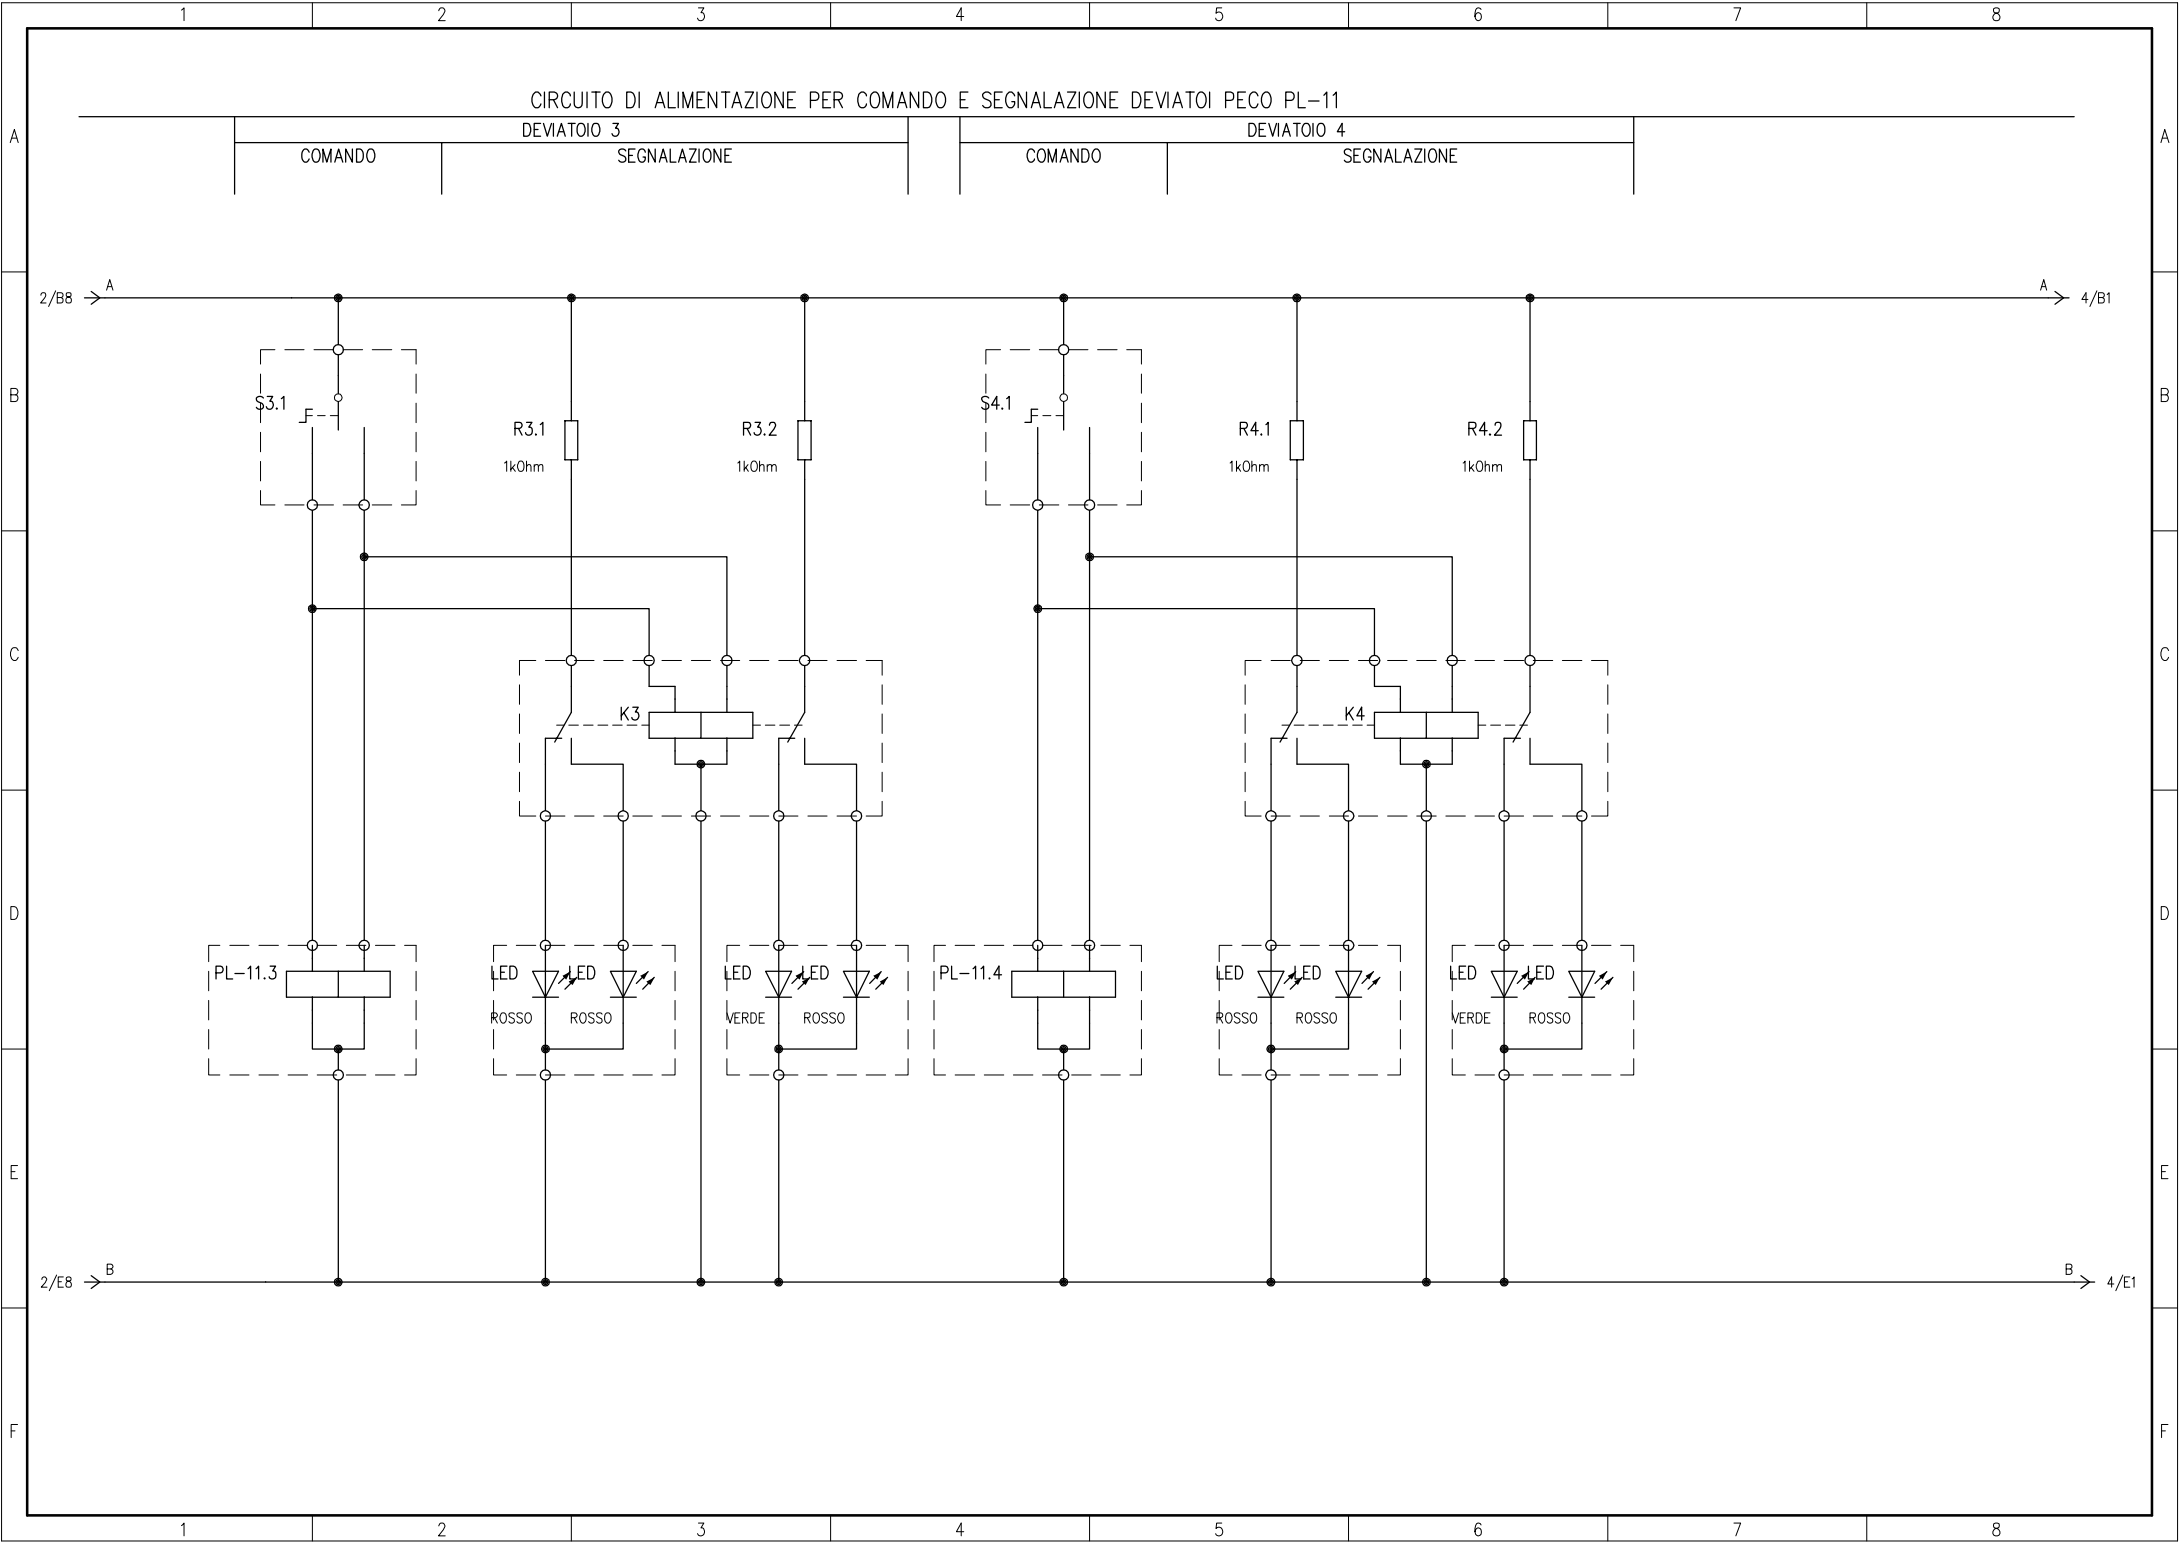 1 2 3 4 5 6 7 8
CIRCUITO DI ALIMENTAZIONE PER COMANDO E SEGNALAZIONE DEVIATOI PECO PL-11
A DEVIATOIO 3 DEVIATOIO 4 A
COMANDO SEGNALAZIONE COMANDO SEGNALAZIONE
A A
2/B8 4/B1
B B
S3.1 S4.1
R3.1 R3.2 R4.1 R4.2
1kOhm 1kOhm 1kOhm 1kOhm
C C
K3 K4
D D
PL-11.3 LED LED LED LED PL-11.4 LED LED LED LED
ROSSO ROSSO VERDE ROSSO ROSSO ROSSO VERDE ROSSO
E E
B B
2/E8 4/E1
F F
1 2 3 4 5 6 7 8